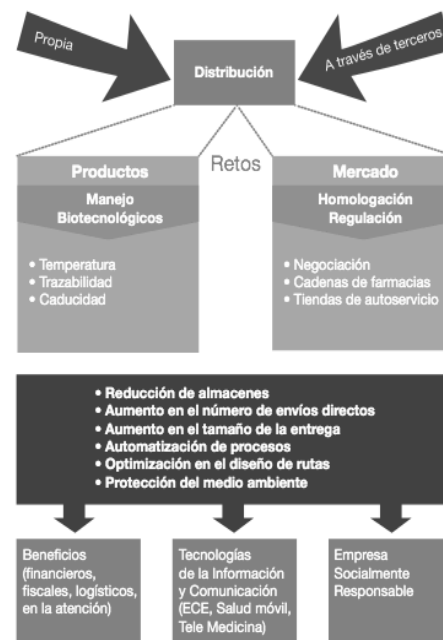 Propia
A través de terceros
Distribución
Retos
Productos
Manejo
Biotecnológicos
• Temperatura
• Trazabilidad
• Caducidad
Mercado
Homologación
Regulación
• Negociación
• Cadenas de farmacias
• Tiendas de autoservicio
• Reducción de almacenes
• Aumento en el número de envíos directos
• Aumento en el tamaño de la entrega
• Automatización de procesos
• Optimización en el diseño de rutas
• Protección del medio ambiente
Beneficios
(financieros,
fiscales, logísticos,
en la atención)
Tecnologías
de la Información
y Comunicación
(ECE, Salud móvil,
Tele Medicina)
Empresa
Socialmente
Responsable